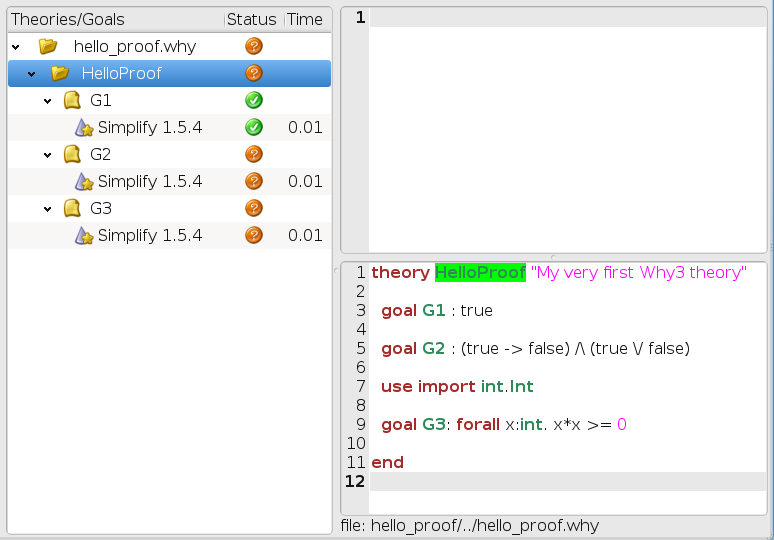 Theories/Goals Status Time
hello_proof.why
HelloProof
G1
Simplify 1.5.4 0.01
G2
Simplify 1.5.4 0.01
G3
Simplify 1.5.4 0.01
1
1 theory HelloProof "My very first Why3 theory"
2
3 goal G1 : true
4
5 goal G2 : (true -> false) /\ (true \/ false)
6
7 use import int.Int
8
9 goal G3: forall x:int. x*x >= 0
10
11 end
12
file: hello_proof/../hello_proof.why